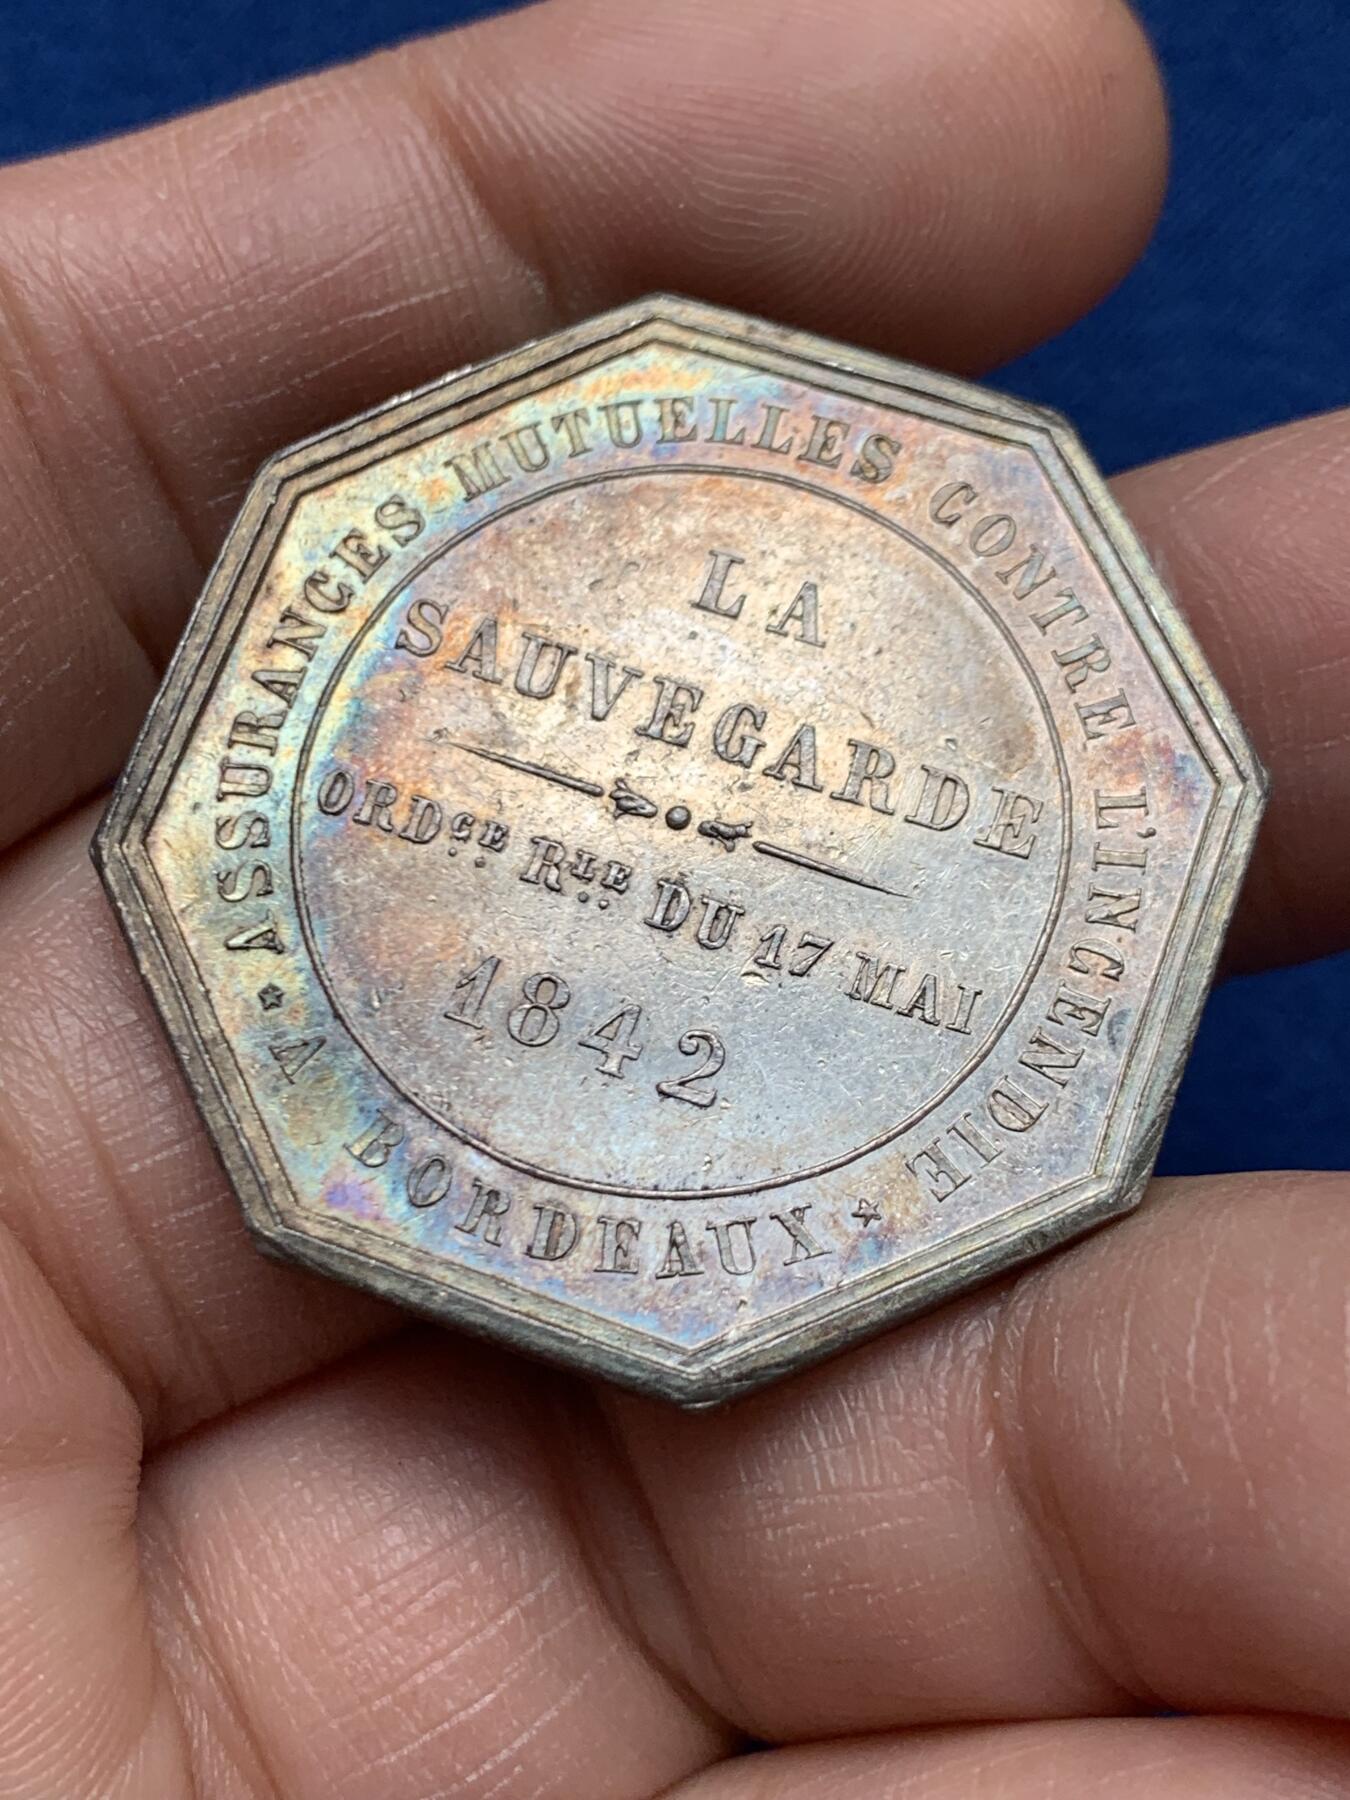 ASSURANCES MUTUELLES CONTRE L'INCENDIE
LA
SAUVEGARDE
ORDCE RLE DU 17 MAI
1842
★ A BORDEAUX ★